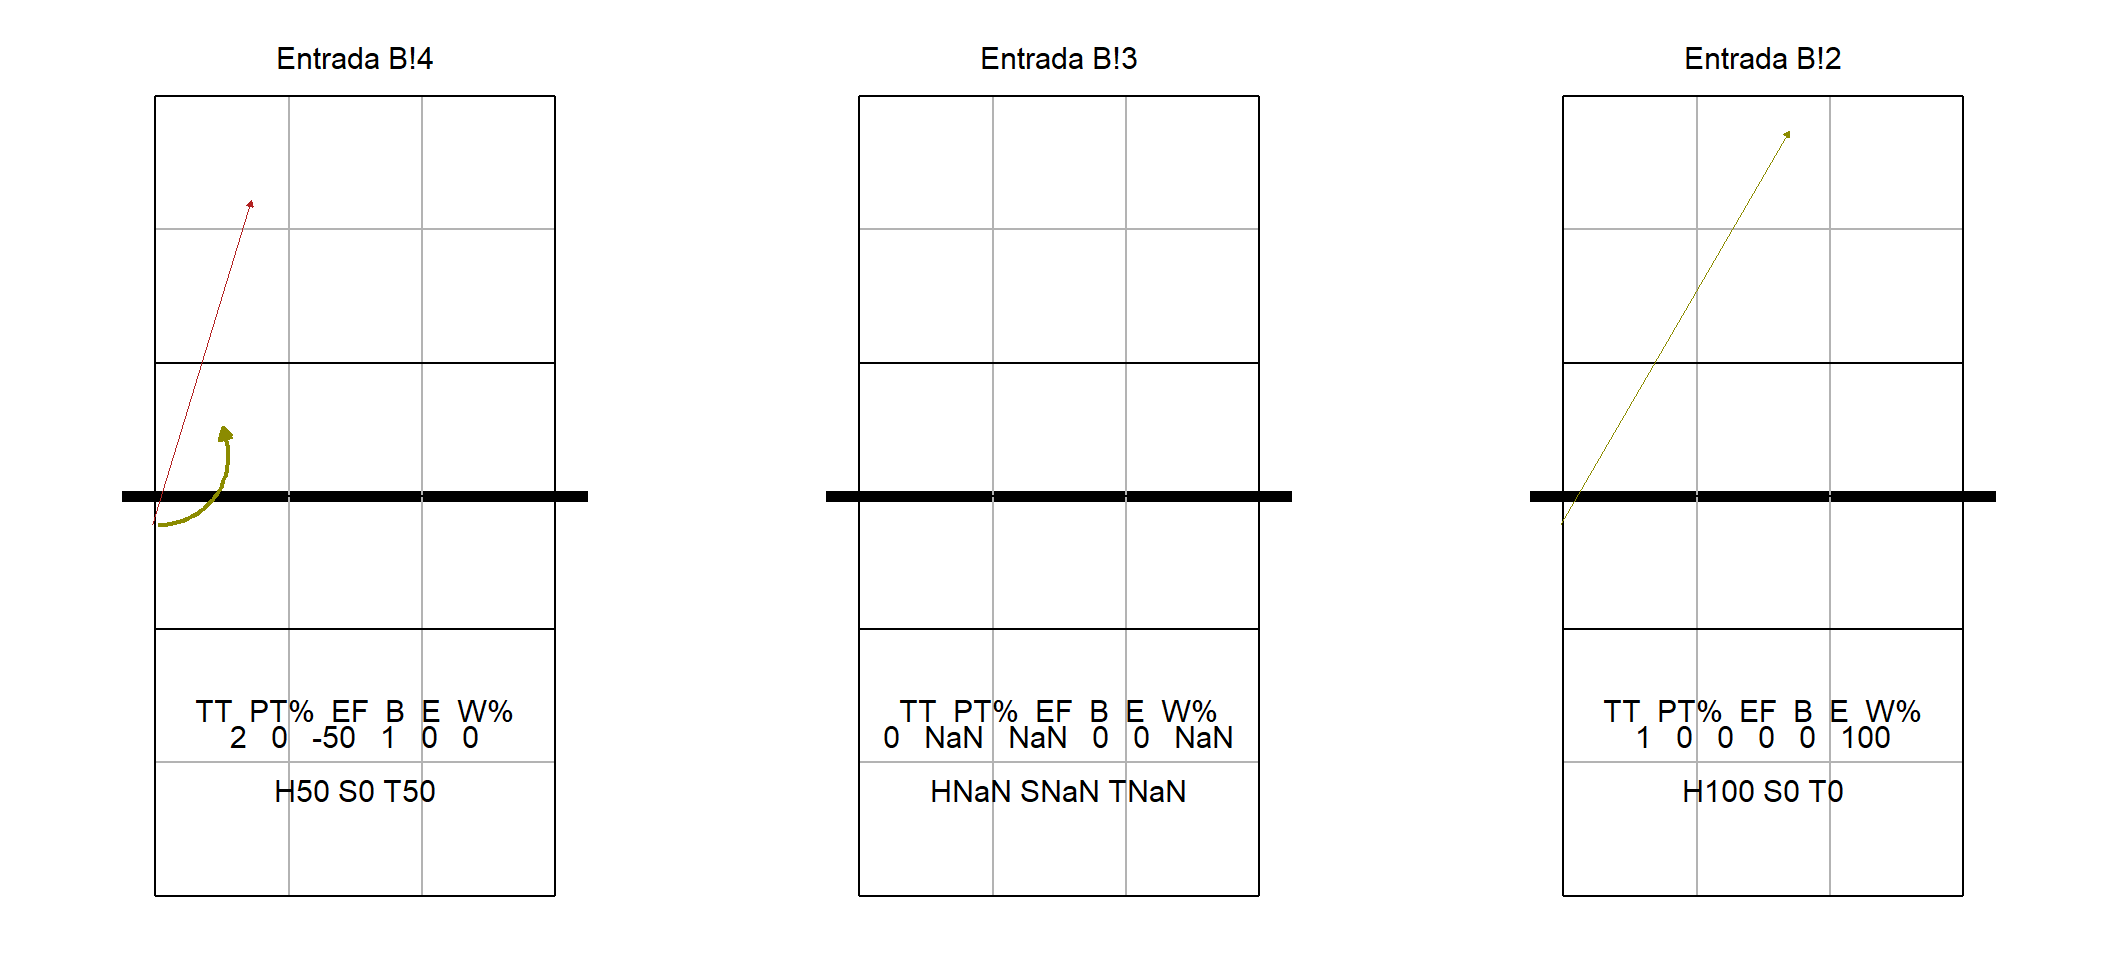 Entrada B!4
TT PT% EF B E W%
2 0 -50 1 0 0
H50 S0 T50
Entrada B!3
TT PT% EF B E W%
0 NaN NaN 0 0 NaN
HNaN SNaN TNaN
Entrada B!2
TT PT% EF B E W%
1 0 0 0 0 100
H100 S0 T0